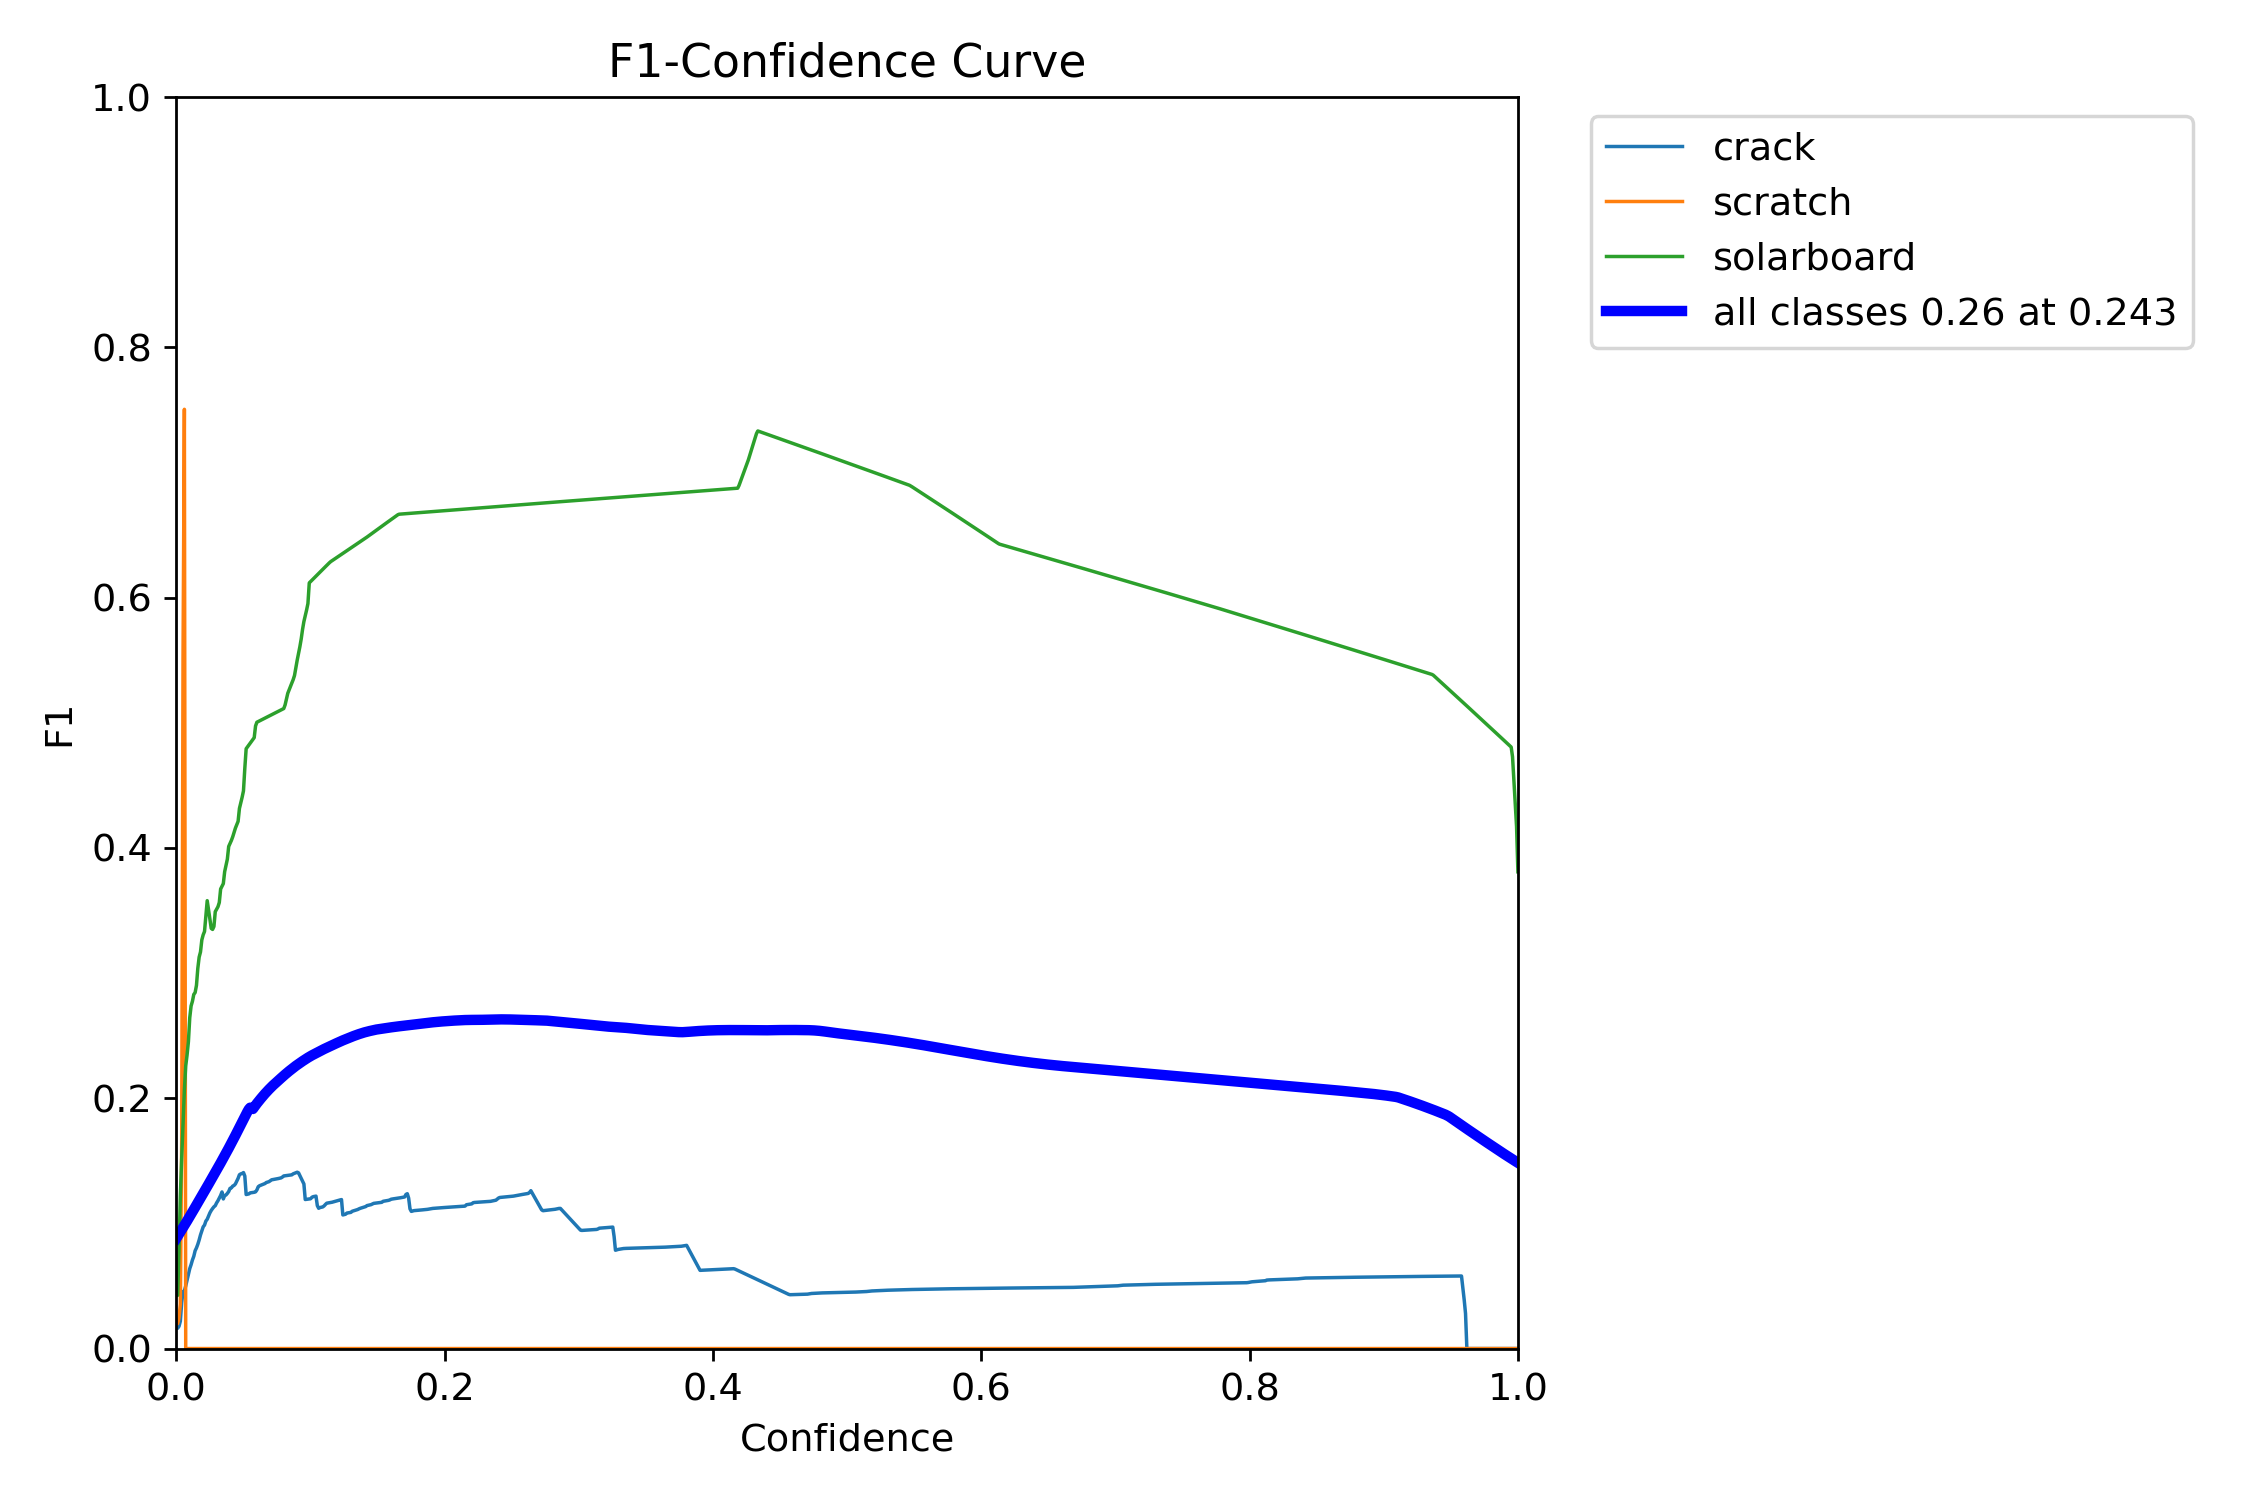 F1-Confidence Curve
1.0
0.8
0.6
0.4
0.2
0.0
F1
0.0 0.2 0.4 0.6 0.8 1.0
Confidence
crack
scratch
solarboard
all classes 0.26 at 0.243